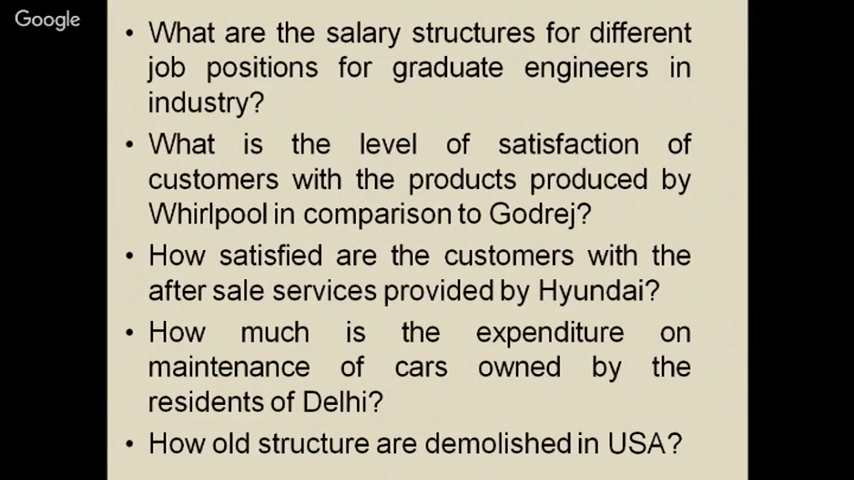 Google
• What are the salary structures for different
job positions for graduate engineers in
industry?
• What is the level of satisfaction of
customers with the products produced by
Whirlpool in comparison to Godrej?
• How satisfied are the customers with the
after sale services provided by Hyundai?
• How much is the expenditure on
maintenance of cars owned by the
residents of Delhi?
• How old structure are demolished in USA?